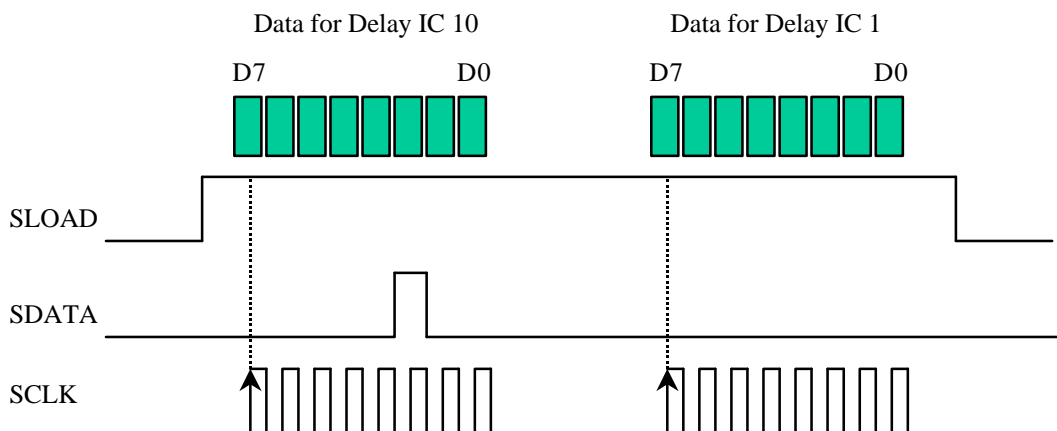 Data for Delay IC 10 Data for Delay IC 1
D7 D0 D7 D0
SLOAD
SDATA
SCLK